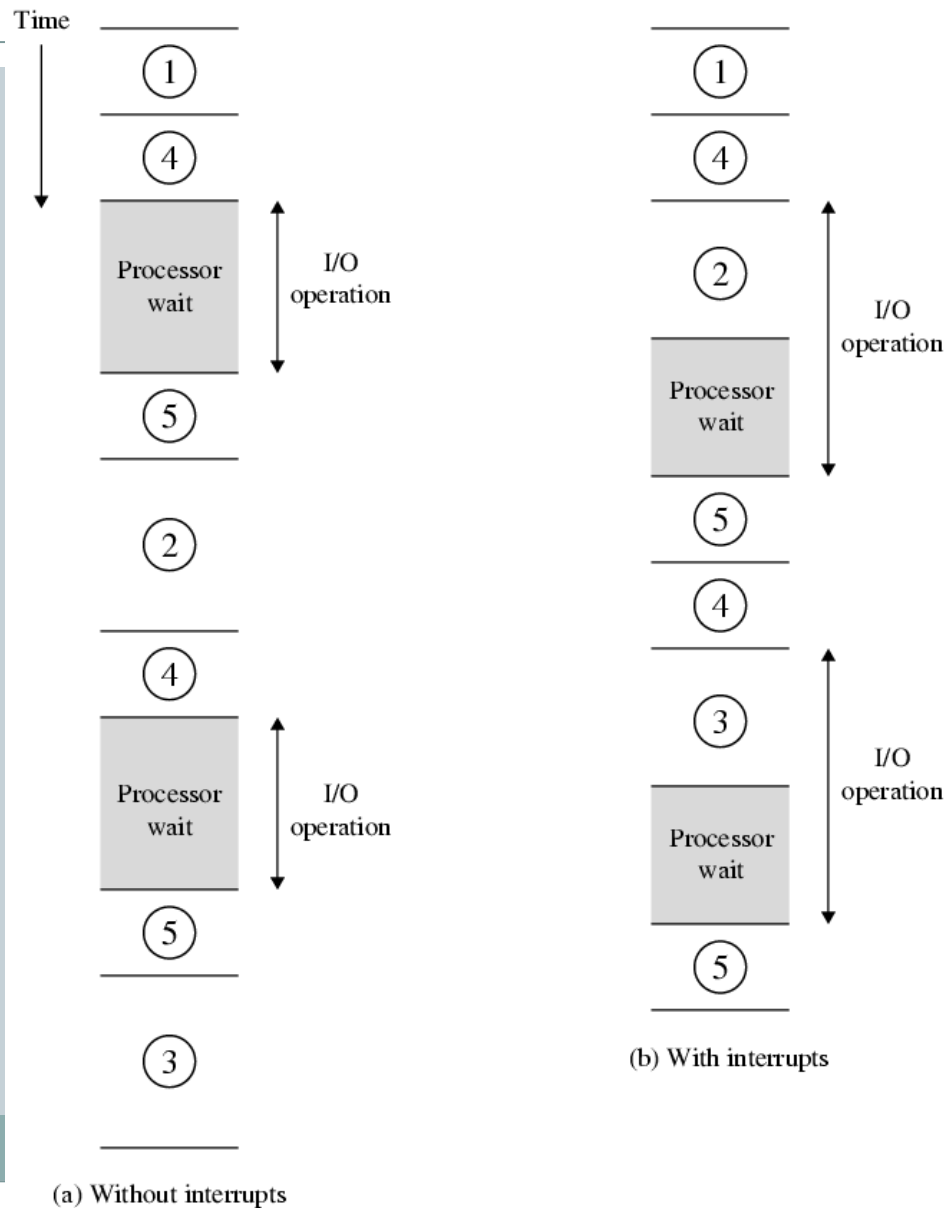 Time
1
4
Processor
wait
I/O
operation
5
2
4
Processor
wait
I/O
operation
5
3
(a) Without interrupts
1
4
2
I/O
operation
Processor
wait
5
4
3
I/O
operation
Processor
wait
5
(b) With interrupts